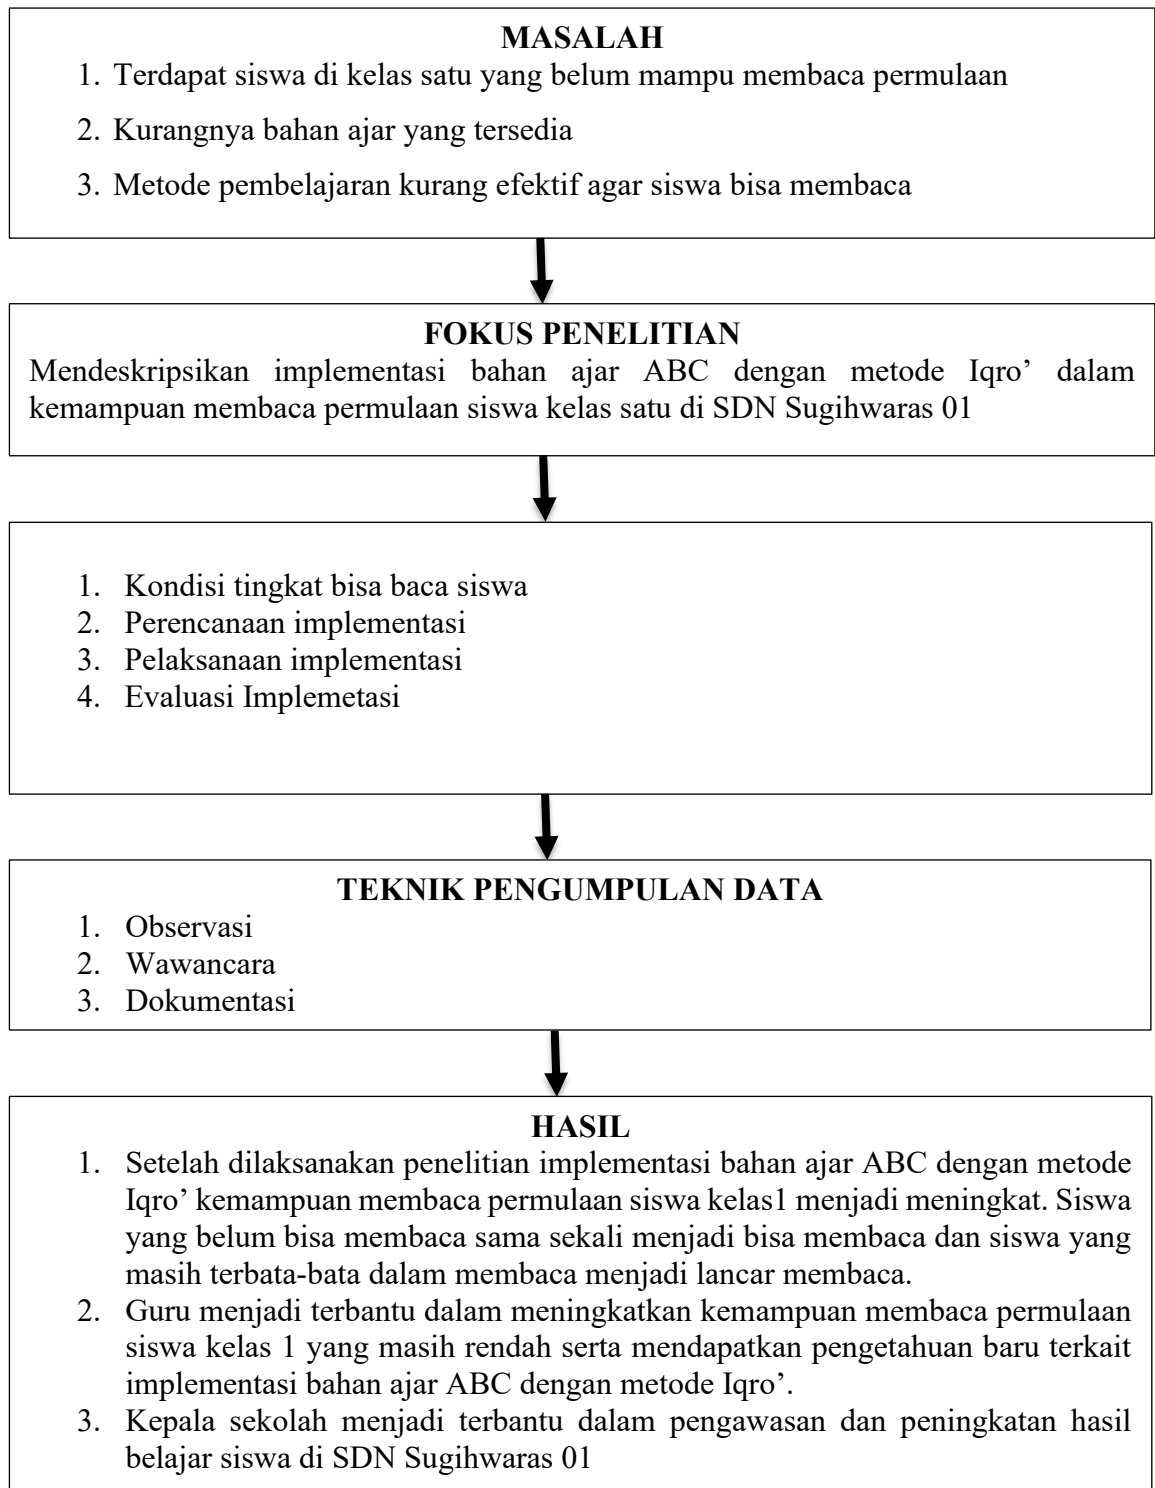 MASALAH
1. Terdapat siswa di kelas satu yang belum mampu membaca permulaan
2. Kurangnya bahan ajar yang tersedia
3. Metode pembelajaran kurang efektif agar siswa bisa membaca
FOKUS PENELITIAN
Mendeskripsikan implementasi bahan ajar ABC dengan metode Iqro’ dalam
kemampuan membaca permulaan siswa kelas satu di SDN Sugihwaras 01
1. Kondisi tingkat bisa baca siswa
2. Perencanaan implementasi
3. Pelaksanaan implementasi
4. Evaluasi Implemetasi
TEKNIK PENGUMPULAN DATA
1. Observasi
2. Wawancara
3. Dokumentasi
HASIL
1. Setelah dilaksanakan penelitian implementasi bahan ajar ABC dengan metode
Iqro’ kemampuan membaca permulaan siswa kelas1 menjadi meningkat. Siswa
yang belum bisa membaca sama sekali menjadi bisa membaca dan siswa yang
masih terbata-bata dalam membaca menjadi lancar membaca.
2. Guru menjadi terbantu dalam meningkatkan kemampuan membaca permulaan
siswa kelas 1 yang masih rendah serta mendapatkan pengetahuan baru terkait
implementasi bahan ajar ABC dengan metode Iqro’.
3. Kepala sekolah menjadi terbantu dalam pengawasan dan peningkatan hasil
belajar siswa di SDN Sugihwaras 01